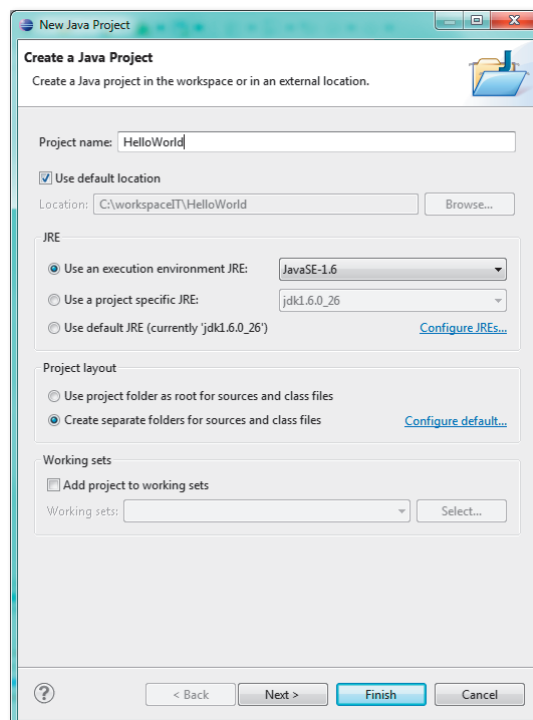 New Java Project
Create a Java Project
Create a Java project in the workspace or in an external location.
Project name: HelloWorld
Use default location
Location: C:\workspaceIT\HelloWorld Browse...
JRE
Use an execution environment JRE: JavaSE-1.6
Use a project specific JRE: jdk1.6.0_26
Use default JRE (currently 'jdk1.6.0_26') Configure JREs...
Project layout
Use project folder as root for sources and class files
Create separate folders for sources and class files Configure default...
Working sets
Add project to working sets
Working sets: Select...
? < Back Next > Finish Cancel